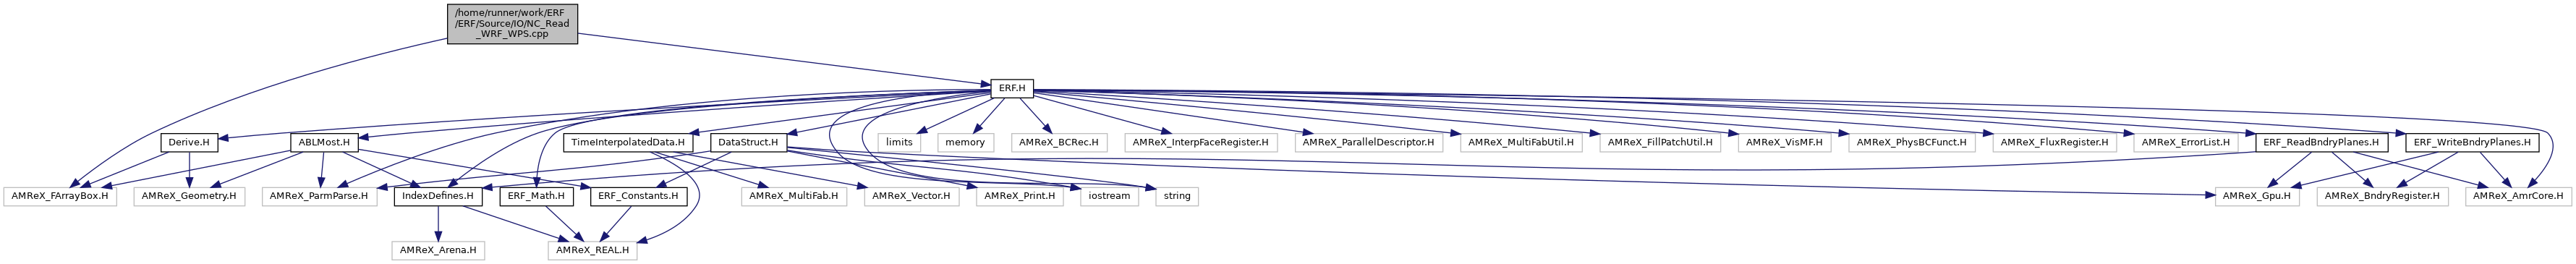 /home/runner/work/ERF
/ERF/Source/IO/NC_Read
_WRF_WPS.cpp
ERF.H
Derive.H
ABLMost.H
TimeInterpolatedData.H
DataStruct.H
limits
memory
AMReX_BCRec.H
AMReX_InterpFaceRegister.H
AMReX_ParallelDescriptor.H
AMReX_MultiFabUtil.H
AMReX_FillPatchUtil.H
AMReX_VisMF.H
AMReX_PhysBCFunct.H
AMReX_FluxRegister.H
AMReX_ErrorList.H
ERF_ReadBndryPlanes.H
ERF_WriteBndryPlanes.H
AMReX_FArrayBox.H
AMReX_Geometry.H
AMReX_ParmParse.H
IndexDefines.H
ERF_Math.H
ERF_Constants.H
AMReX_MultiFab.H
AMReX_Vector.H
AMReX_Print.H
iostream
string
AMReX_Gpu.H
AMReX_BndryRegister.H
AMReX_AmrCore.H
AMReX_Arena.H
AMReX_REAL.H